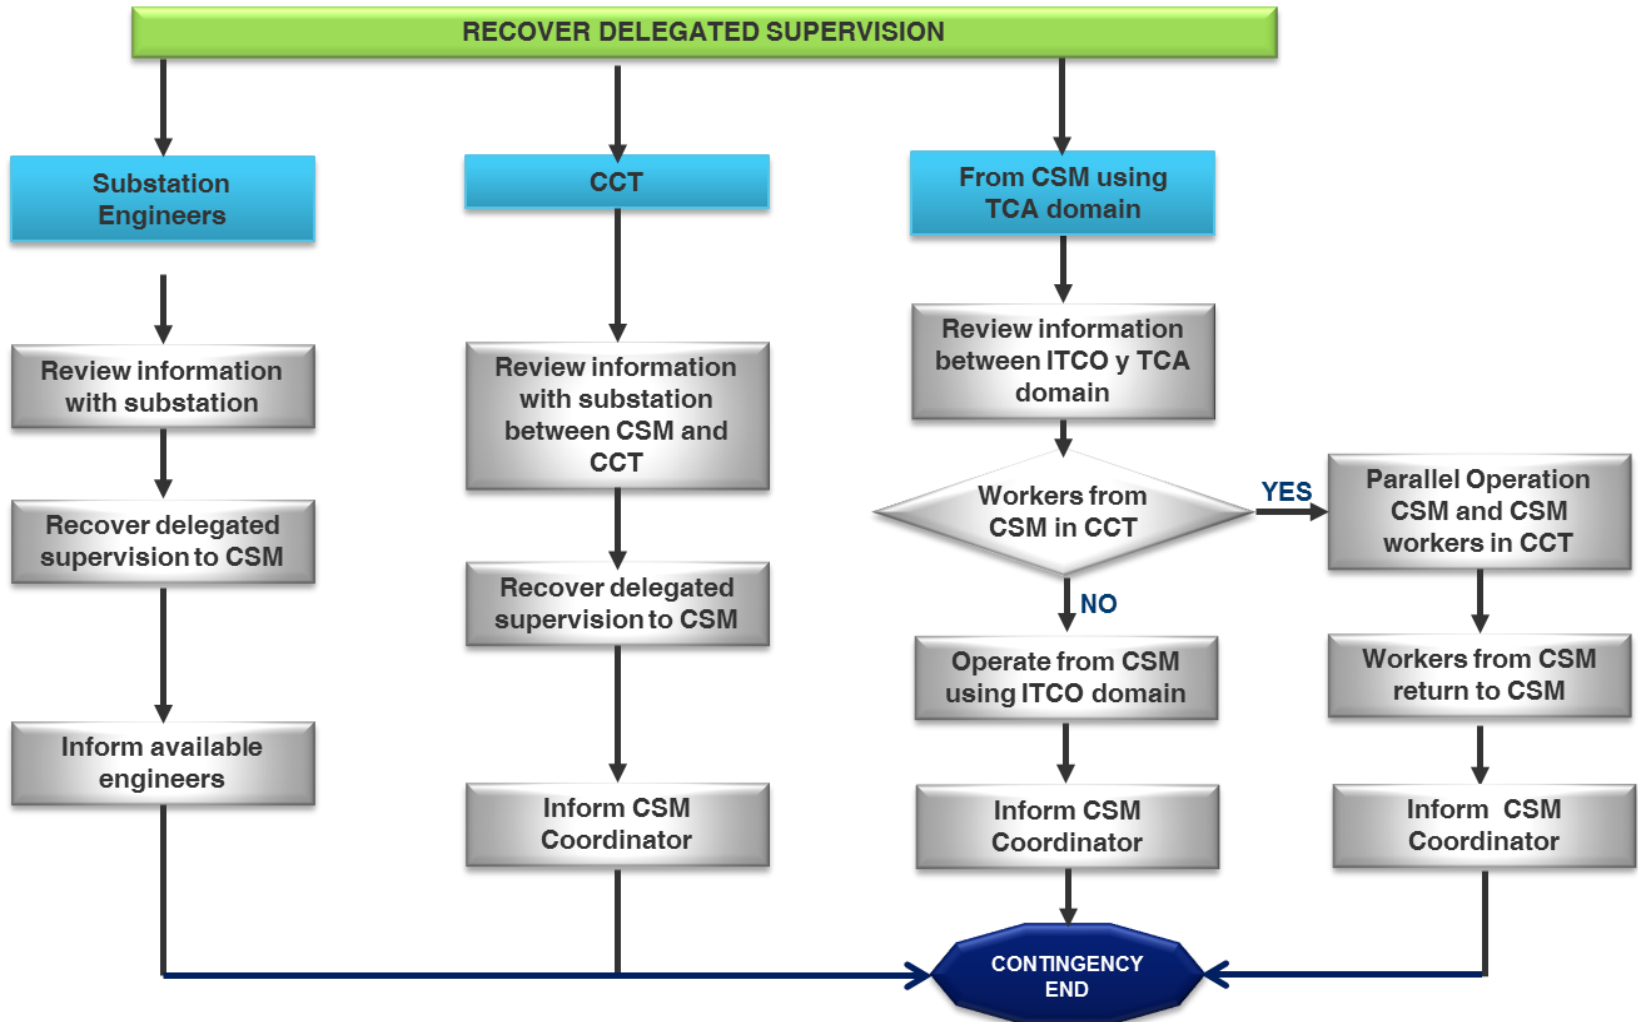 RECOVER DELEGATED SUPERVISION
Substation
Engineers
Review information
with substation
Recover delegated
supervision to CSM
Inform available
engineers
CCT
Review information
with substation
between CSM and
CCT
Recover delegated
supervision to CSM
Inform CSM
Coordinator
From CSM using
TCA domain
Review information
between ITCO y TCA
domain
Workers from
CSM in CCT
YES
NO
Operate from CSM
using ITCO domain
Inform CSM
Coordinator
Parallel Operation
CSM and CSM
workers in CCT
Workers from CSM
return to CSM
Inform CSM
Coordinator
CONTINGENCY
END